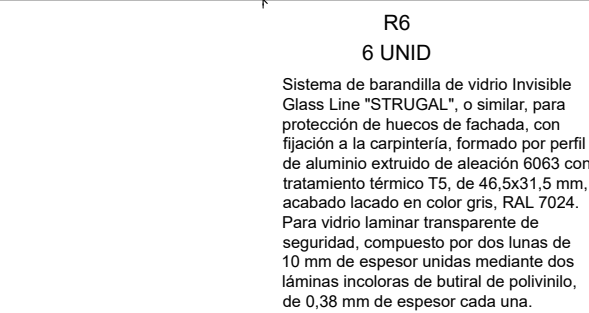 R6
6 UNID
Sistema de barandilla de vidrio Invisible
Glass Line "STRUGAL", o similar, para
protección de huecos de fachada, con
fijación a la carpintería, formado por perfil
de aluminio extruido de aleación 6063 con
tratamiento térmico T5, de 46,5x31,5 mm,
acabado lacado en color gris, RAL 7024.
Para vidrio laminar transparente de
seguridad, compuesto por dos lunas de
10 mm de espesor unidas mediante dos
láminas incoloras de butiral de polivinilo,
de 0,38 mm de espesor cada una.